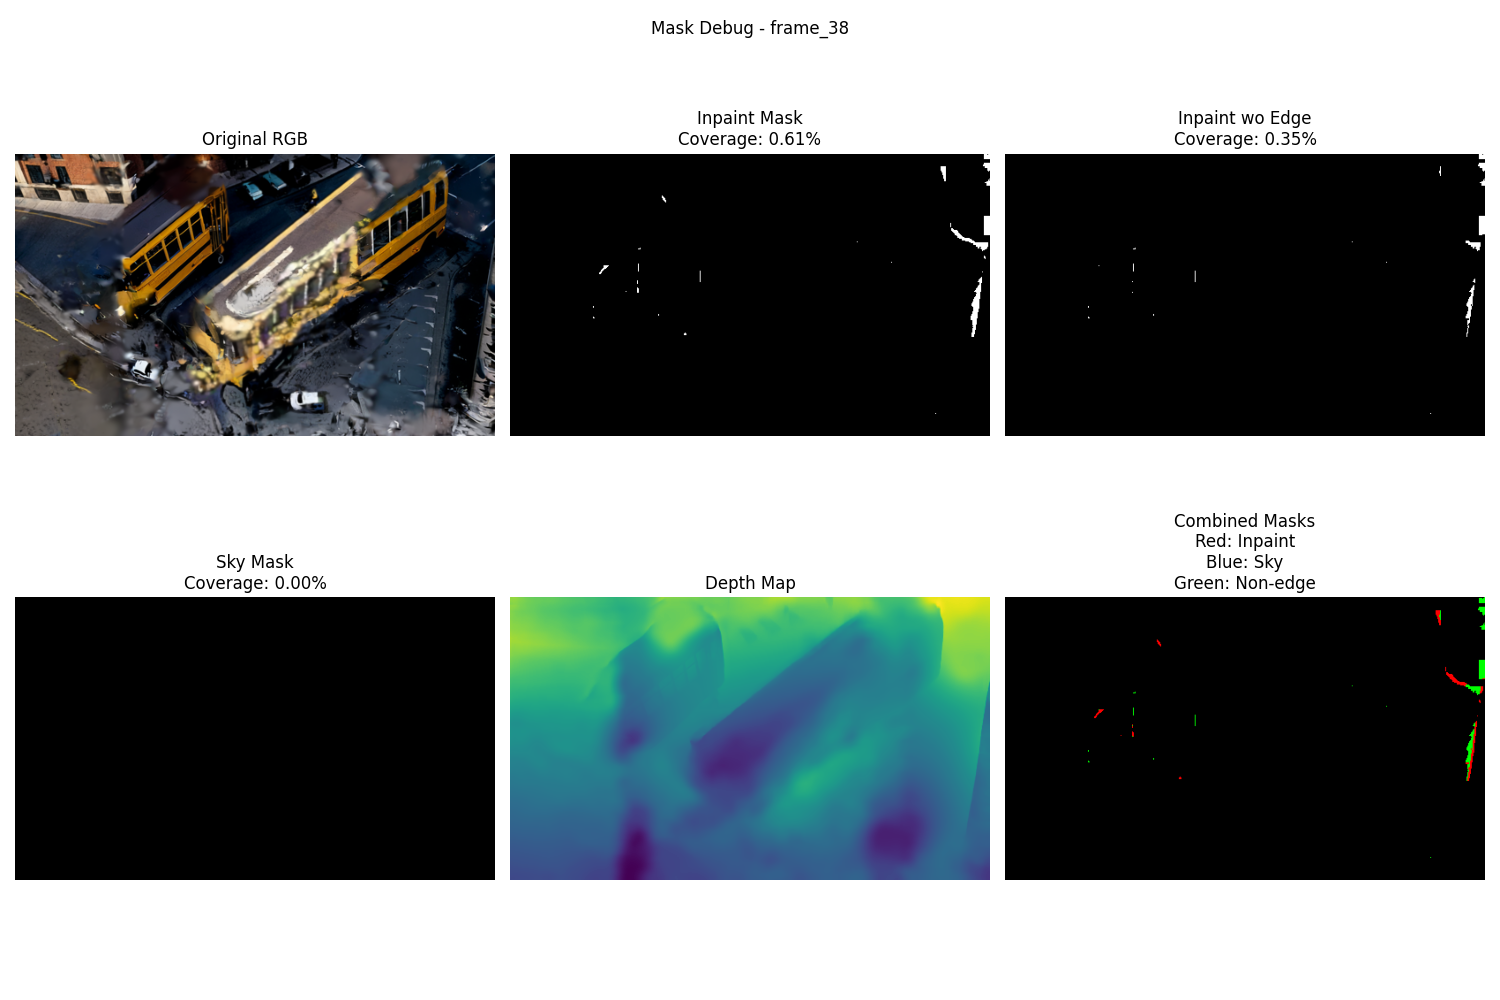 Mask Debug - frame_38
Original RGB
Inpaint Mask
Coverage: 0.61%
Inpaint wo Edge
Coverage: 0.35%
Sky Mask
Coverage: 0.00%
Depth Map
Combined Masks
Red: Inpaint
Blue: Sky
Green: Non-edge